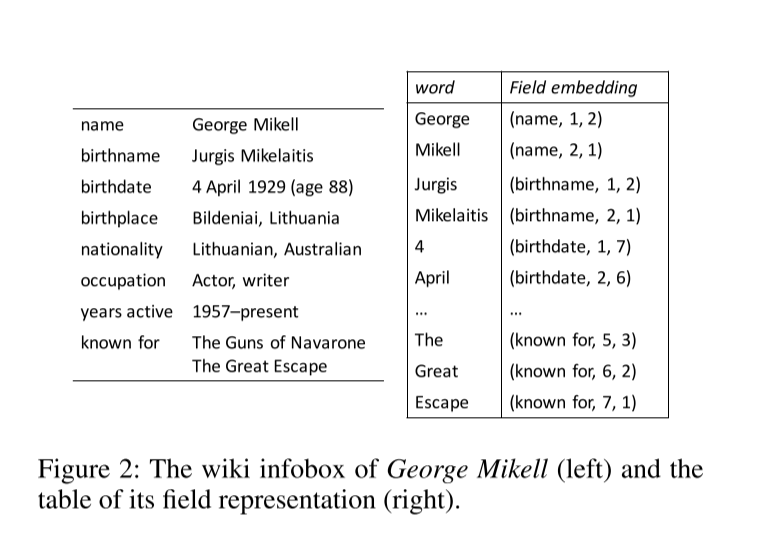 name George Mikell
birthname Jurgis Mikelaitis
birthdate 4 April 1929 (age 88)
birthplace Bildeniai, Lithuania
nationality Lithuanian, Australian
occupation Actor, writer
years active 1957–present
known for The Guns of Navarone
The Great Escape
word Field embedding
George (name, 1, 2)
Mikell (name, 2, 1)
Jurgis (birthname, 1, 2)
Mikelaitis (birthname, 2, 1)
4 (birthdate, 1, 7)
April (birthdate, 2, 6)
... ...
The (known for, 5, 3)
Great (known for, 6, 2)
Escape (known for, 7, 1)
Figure 2: The wiki infobox of George Mikell (left) and the
table of its field representation (right).